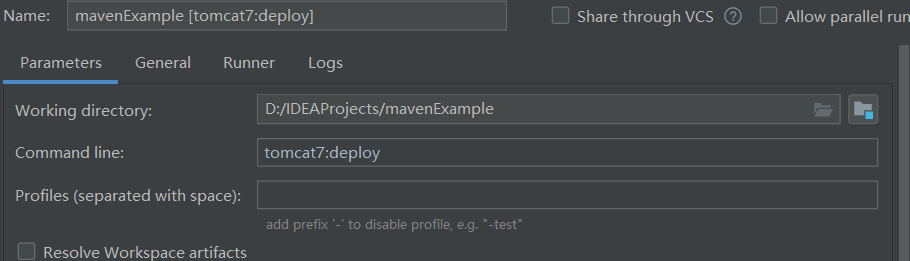 Name: mavenExample [tomcat7:deploy] Share through VCS ? Allow parallel run
Parameters General Runner Logs
Working directory: D:/IDEAProjects/mavenExample
Command line: tomcat7:deploy
Profiles (separated with space):
add prefix '-' to disable profile, e.g. "-test"
Resolve Workspace artifacts